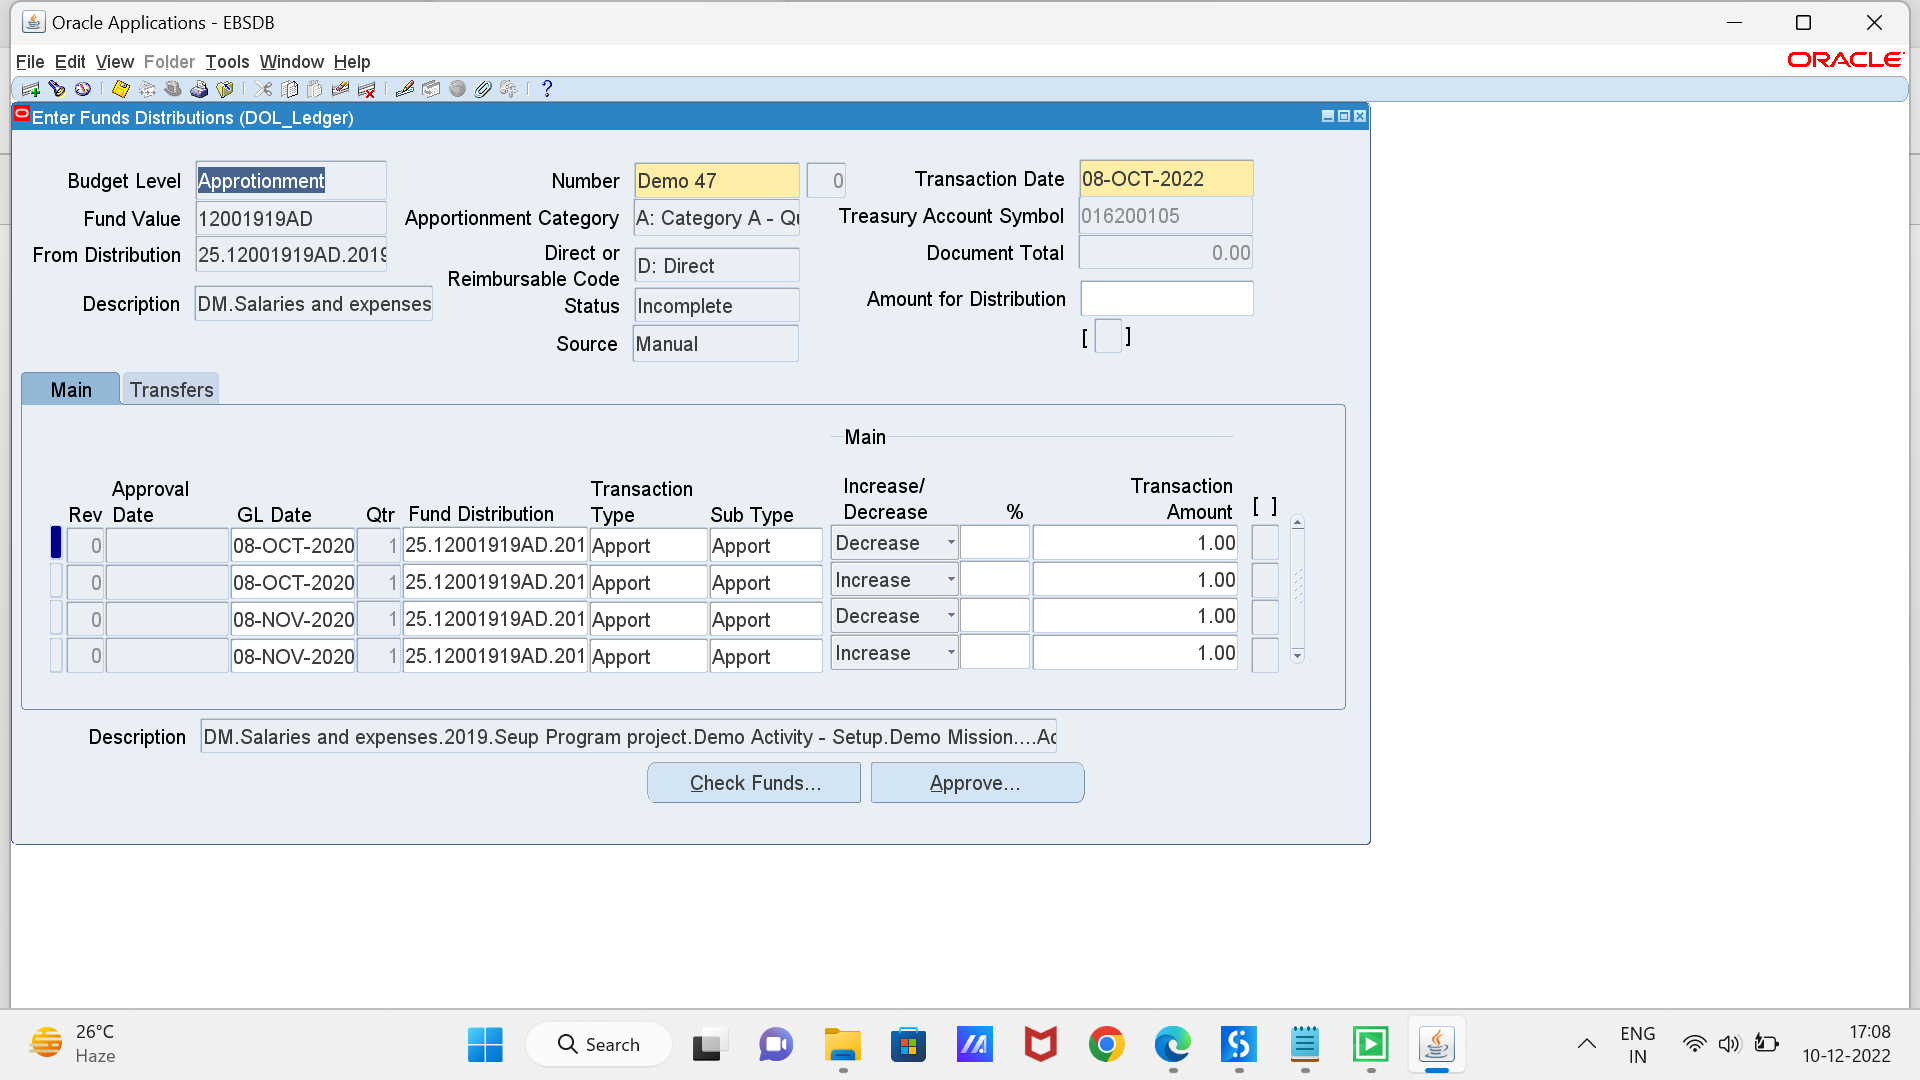 Oracle Applications - EBSDB
File Edit View Folder Tools Window Help
ORACLE
Enter Funds Distributions (DOL_Ledger)
Budget Level Approtionment
Number Demo 47 0
Transaction Date 08-OCT-2022
Fund Value 12001919AD
Apportionment Category A: Category A - Qu
Treasury Account Symbol 016200105
From Distribution 25.12001919AD.2019
Direct or Reimbursable Code D: Direct
Document Total 0.00
Description DM.Salaries and expenses
Status Incomplete
Amount for Distribution
[ ]
Source Manual
Main Transfers
Main
Rev Approval Date GL Date Qtr Fund Distribution Transaction Type Sub Type Increase/ Decrease % Transaction Amount [ ]
0 08-OCT-2020 1 25.12001919AD.201 Apport Apport Decrease 1.00
0 08-OCT-2020 1 25.12001919AD.201 Apport Apport Increase 1.00
0 08-NOV-2020 1 25.12001919AD.201 Apport Apport Decrease 1.00
0 08-NOV-2020 1 25.12001919AD.201 Apport Apport Increase 1.00
Description DM.Salaries and expenses.2019.Seup Program project.Demo Activity - Setup.Demo Mission....Ac
Check Funds... Approve...
26°C
Haze
Search
ENG
IN
17:08
10-12-2022